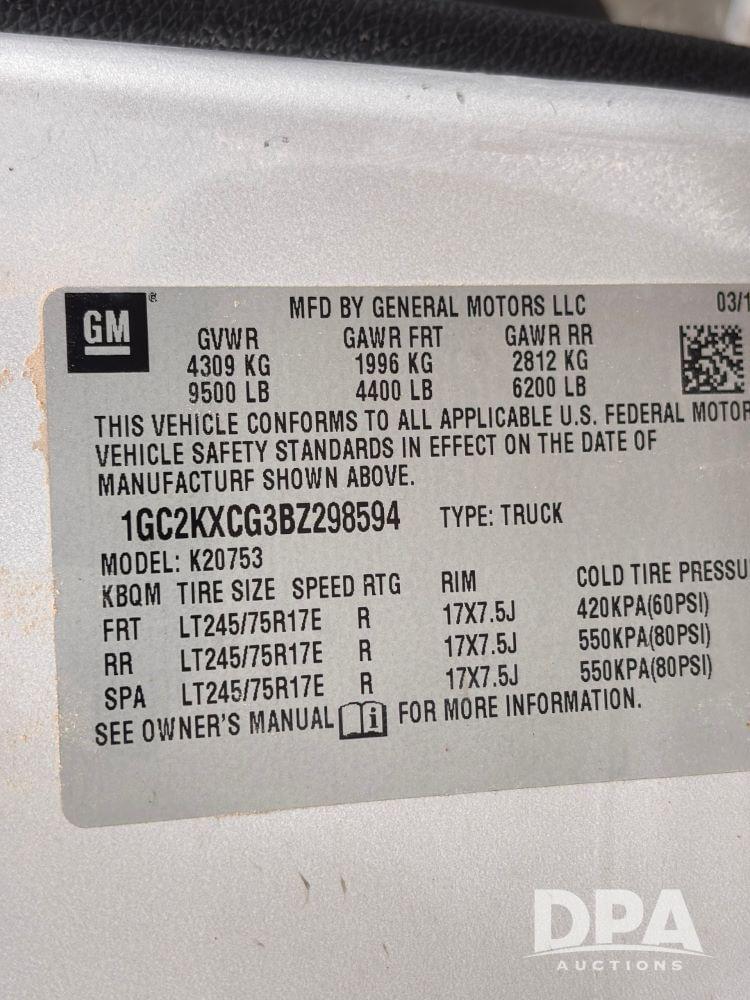 GM
MFD BY GENERAL MOTORS LLC 03/1
GVWR GAWR FRT GAWR RR
4309 KG 1996 KG 2812 KG
9500 LB 4400 LB 6200 LB
THIS VEHICLE CONFORMS TO ALL APPLICABLE U.S. FEDERAL MOTOR
VEHICLE SAFETY STANDARDS IN EFFECT ON THE DATE OF
MANUFACTURF SHOWN ABOVE.
1GC2KXCG3BZ298594 TYPE: TRUCK
MODEL: K20753
KBQM TIRE SIZE SPEED RTG RIM COLD TIRE PRESSU
FRT LT245/75R17E R 17X7.5J 420KPA(60PSI)
RR LT245/75R17E R 17X7.5J 550KPA(80PSI)
SPA LT245/75R17E R 17X7.5J 550KPA(80PSI)
SEE OWNER'S MANUAL i FOR MORE INFORMATION.
DPA
AUCTIONS